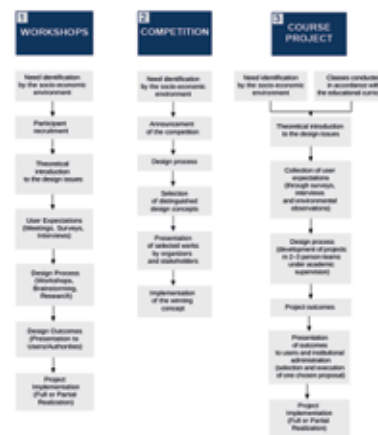 1
WORKSHOPS
Need identification
by the socio-economic
environment
Participant
recruitment
Theoretical
introduction
to the design issues
User Expectations
(Meetings, Surveys,
Interviews)
Design Process
(Workshops,
Brainstorming,
Research)
Design Outcomes
(Presentation to
Users/Authorities)
Project
Implementation
(Full or Partial
Realization)
2
COMPETITION
Need identification
by the socio-economic
environment
Announcement
of the competition
Design process
Selection
of distinguished
design concepts
Presentation
of selected works
by organizers
and stakeholders
Implementation
of the winning
concept
3
COURSE
PROJECT
Need identification
by the socio-economic
environment
Classes conducted
in accordance with
the educational
Theoretical introduction
to the design issues
Collection of user
expectations
(through surveys,
interviews
and environmental
observations)
Design process
(development of projects
in 2-3 person teams
under academic
supervision)
Project outcomes
Presentation
of outcomes
to users and institutional
administration
(selection and execution
of one chosen proposal)
Project
Implementation
(Full or Partial
Realization)